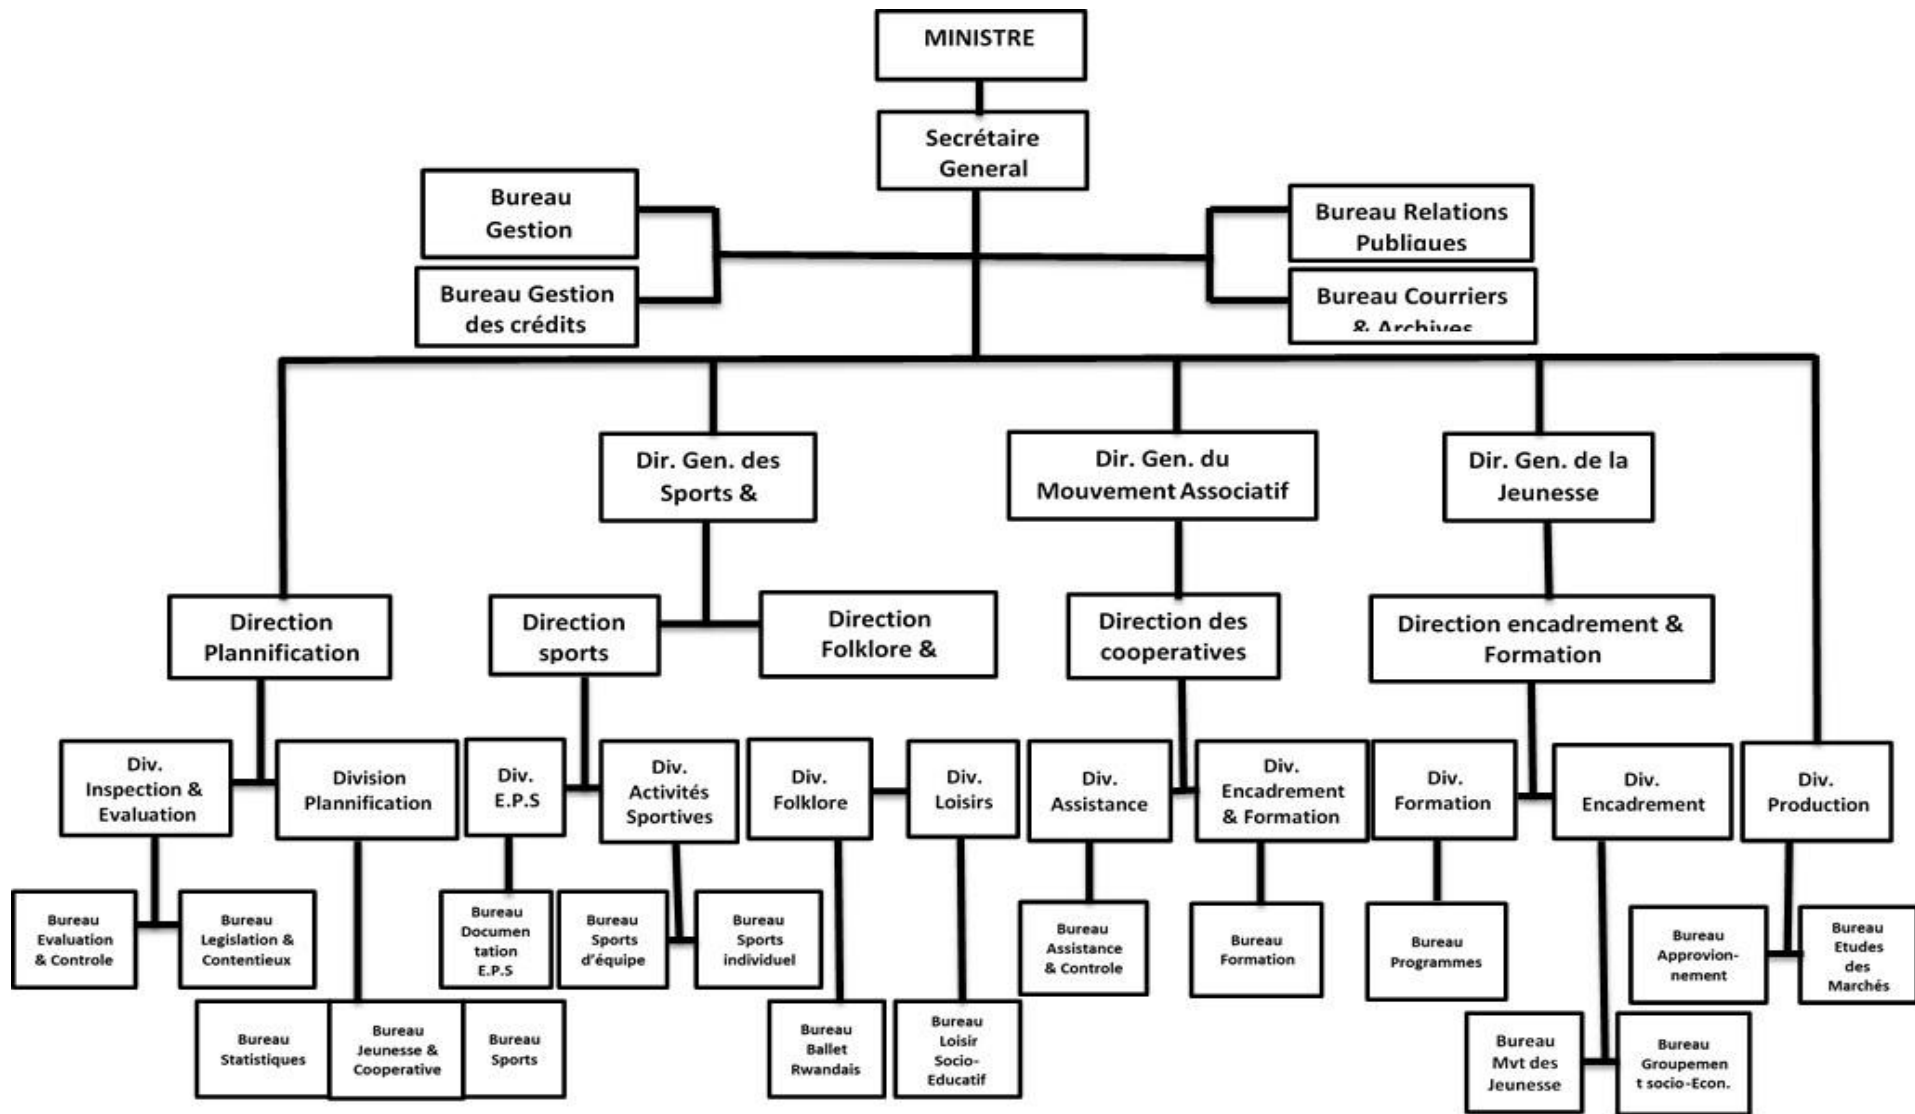 MINISTRE
Secrétaire
General
Bureau
Gestion
Bureau Relations
Publiques
Bureau Gestion
des crédits
Bureau Courriers
& Archives
Dir. Gen. des
Sports &
Dir. Gen. du
Mouvement Associatif
Dir. Gen. de la
Jeunesse
Direction
Plannification
Direction
sports
Direction
Folklore &
Direction des
cooperatives
Direction encadrement &
Formation
Div.
Inspection &
Evaluation
Division
Plannification
Div.
E.P.S
Div.
Activités
Sportives
Div.
Folklore
Div.
Loisirs
Div.
Assistance
Div.
Encadrement
& Formation
Div.
Formation
Div.
Encadrement
Div.
Production
Bureau
Evaluation
& Controle
Bureau
Legislation &
Contentieux
Bureau
Documen
tation
E.P.S
Bureau
Sports
d'équipe
Bureau
Sports
individuel
Bureau
Assistance
& Controle
Bureau
Formation
Bureau
Programmes
Bureau
Approvion-
nement
Bureau
Etudes
des
Marchés
Bureau
Statistiques
Bureau
Jeunesse &
Cooperative
Bureau
Sports
Bureau
Ballet
Rwandais
Bureau
Loisir
Socio-
Educatif
Bureau
Mvt des
Jeunesse
Bureau
Groupemen
t socio-Econ.